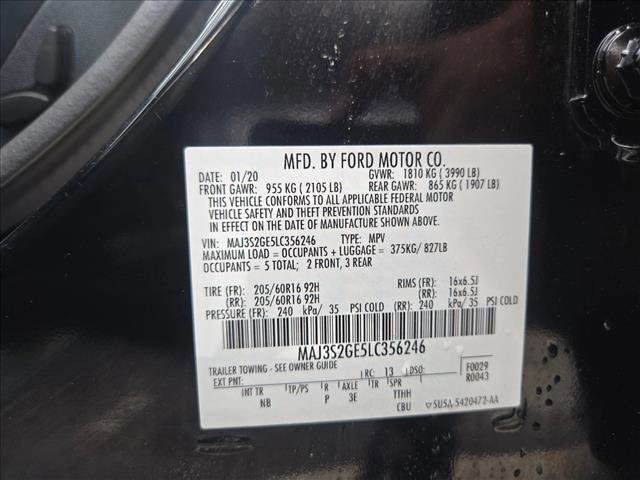 MFD. BY FORD MOTOR CO.
DATE: 01/20 GVWR: 1810 KG ( 3990 LB)
FRONT GAWR: 955 KG ( 2105 LB) REAR GAWR: 865 KG ( 1907 LB)
THIS VEHICLE CONFORMS TO ALL APPLICABLE FEDERAL MOTOR
VEHICLE SAFETY AND THEFT PREVENTION STANDARDS
IN EFFECT ON THE DATE OF MANUFACTURE SHOWN ABOVE.
VIN: MAJ3S2GE5LC356246 TYPE: MPV
MAXIMUM LOAD = OCCUPANTS + LUGGAGE = 375KG/ 827LB
OCCUPANTS = 5 TOTAL; 2 FRONT, 3 REAR
TIRE (FR): 205/60R16 92H RIMS (FR): 16x6.5J
(RR): 205/60R16 92H (RR): 16x6.5J
PRESSURE (FR): 240 kPa/ 35 PSI COLD (RR): 240 kPa/ 35 PSI COLD
MAJ3S2GE5LC356246
TRAILER TOWING - SEE OWNER GUIDE
EXT PNT: RC: 13 DSO: F0029
R0043
INT TR TP/PS R AXLE TR SPR
NB P 3E TTHH
CBU 5U5A-5420472-AA